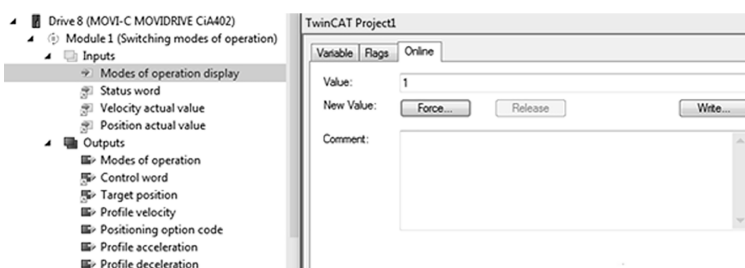 Drive 8 (MOVI-C MOVIDRIVE CiA402)
Module 1 (Switching modes of operation)
Inputs
Modes of operation display
Status word
Velocity actual value
Position actual value
Outputs
Modes of operation
Control word
Target position
Profile velocity
Positioning option code
Profile acceleration
Profile deceleration
TwinCAT Project1
Variable Flags Online
Value: 1
New Value: Force... Release Write...
Comment: